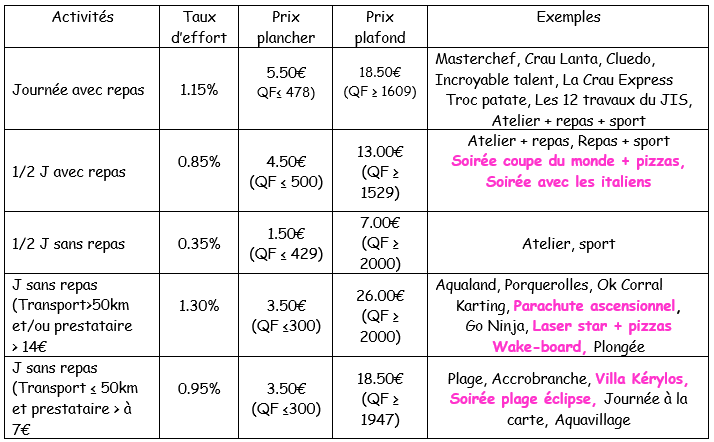 Activités
Taux
d'effort
Prix
plancher
Prix
plafond
Exemples
Journée avec repas
1.15%
5.50€
QF≤ 478)
18.50€
(QF ≥ 1609)
Masterchef, Crau Lanta, Cluedo,
Incroyable talent, La Crau Express
Troc patate, Les 12 travaux du JIS,
Atelier + repas + sport
1/2 J avec repas
0.85%
4.50€
(QF ≤ 500)
13.00€
(QF ≥
1529)
Atelier + repas, Repas + sport
Soirée coupe du monde + pizzas,
Soirée avec les italiens
1/2 J sans repas
0.35%
1.50€
(QF ≤ 429)
7.00€
(QF ≥
2000)
Atelier, sport
J sans repas
(Transport>50km
et/ou prestataire
> 14€
1.30%
3.50€
(QF ≤300)
26.00€
(QF ≥
2000)
Aqualand, Porquerolles, Ok Corral
Karting, Parachute ascensionnel,
Go Ninja, Laser star + pizzas
Wake-board, Plongée
J sans repas
(Transport ≤ 50km
et prestataire > à
7€
0.95%
3.50€
(QF ≤300)
18.50€
(QF ≥
1947)
Plage, Accrobranche, Villa Kérylos,
Soirée plage éclipse, Journée à la
carte, Aquavillage